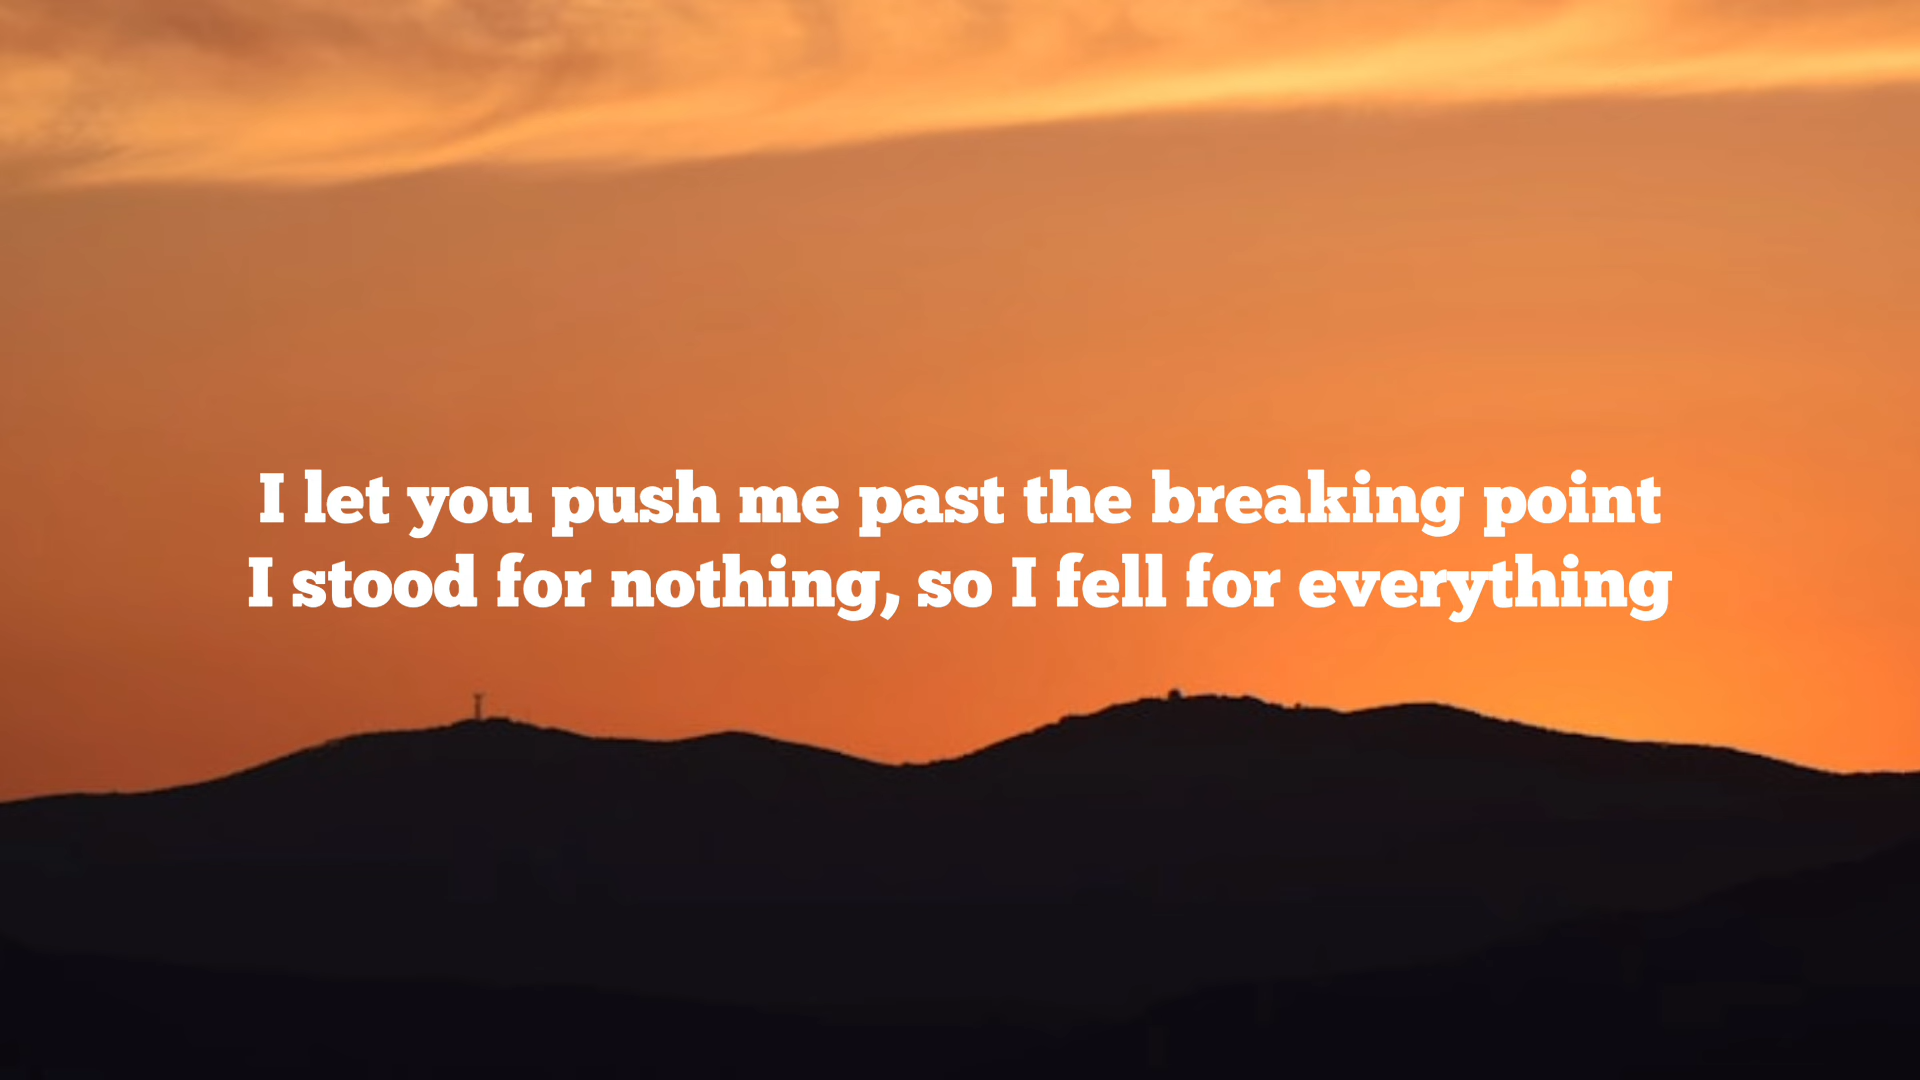 I let you push me past the breaking point
I stood for nothing, so I fell for everything